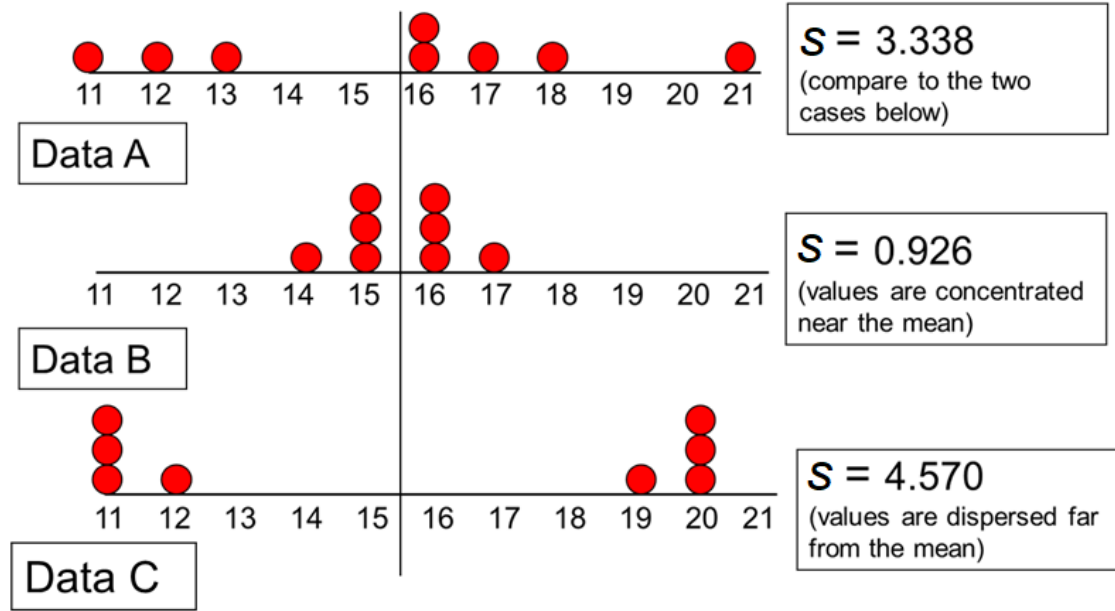 11 12 13 14 15 16 17 18 19 20 21
Data A
s = 3.338
(compare to the two
cases below)
11 12 13 14 15 16 17 18 19 20 21
Data B
s = 0.926
(values are concentrated
near the mean)
11 12 13 14 15 16 17 18 19 20 21
Data C
s = 4.570
(values are dispersed far
from the mean)